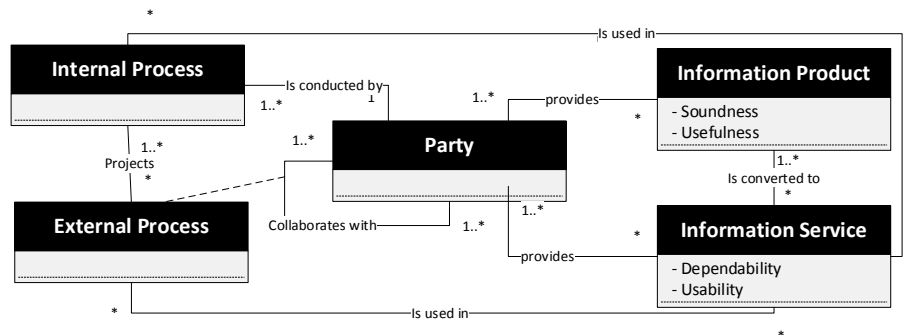 *
Is used in
Internal Process
Information Product
Is conducted by
1..*
1
1..*
provides
*
- Soundness
- Usefulness
1..*
Projects
*
1..*
Party
1..*
Is converted to
*
External Process
Collaborates with
1..*
1..*
*
provides
Information Service
- Dependability
- Usability
*
Is used in
*